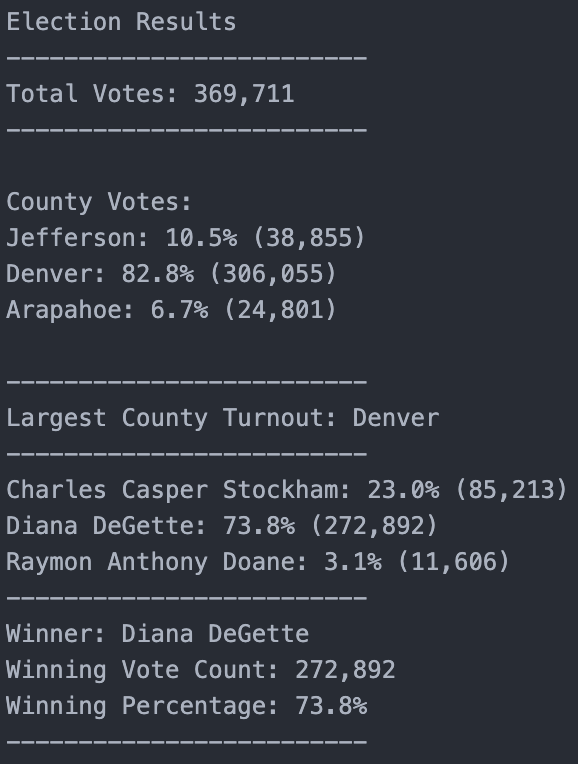 Election Results
-------------------------
Total Votes: 369,711
-------------------------
County Votes:
Jefferson: 10.5% (38,855)
Denver: 82.8% (306,055)
Arapahoe: 6.7% (24,801)
-------------------------
Largest County Turnout: Denver
-------------------------
Charles Casper Stockham: 23.0% (85,213)
Diana DeGette: 73.8% (272,892)
Raymon Anthony Doane: 3.1% (11,606)
-------------------------
Winner: Diana DeGette
Winning Vote Count: 272,892
Winning Percentage: 73.8%
-------------------------